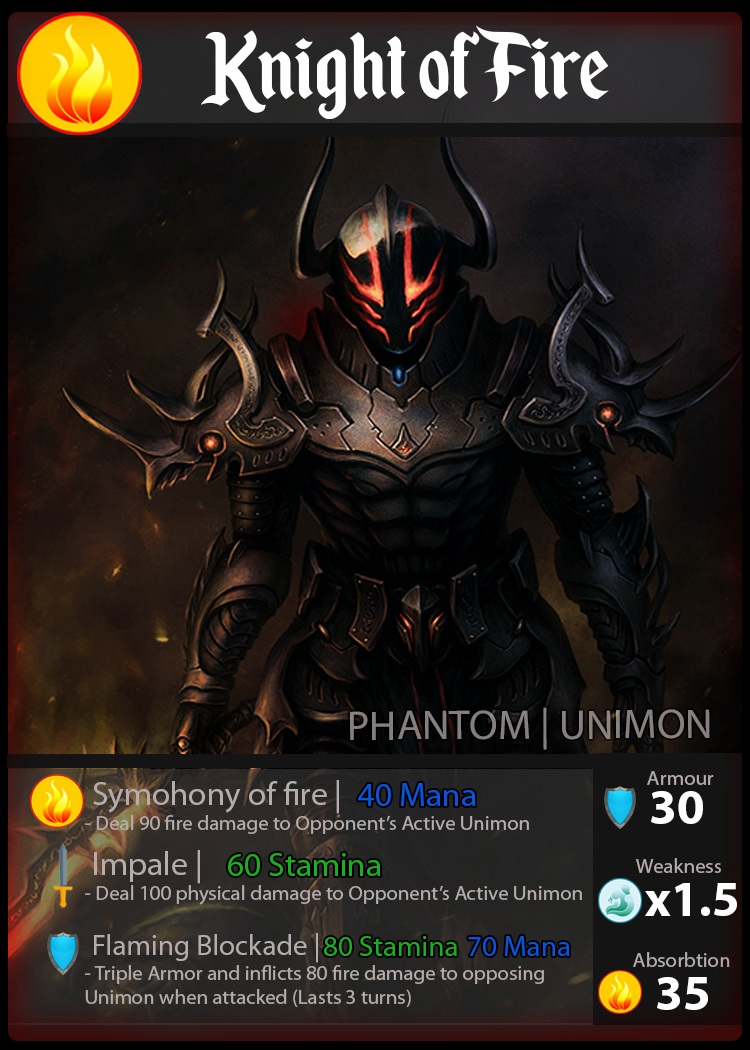 Knight of Fire
PHANTOM | UNIMON
Symohony of fire | 40 Mana
- Deal 90 fire damage to Opponent's Active Unimon
Impale | 60 Stamina
- Deal 100 physical damage to Opponent's Active Unimon
Flaming Blockade | 80 Stamina 70 Mana
- Triple Armor and inflicts 80 fire damage to opposing
Unimon when attacked (Lasts 3 turns)
Armour
30
Weakness
x1.5
Absorbtion
35